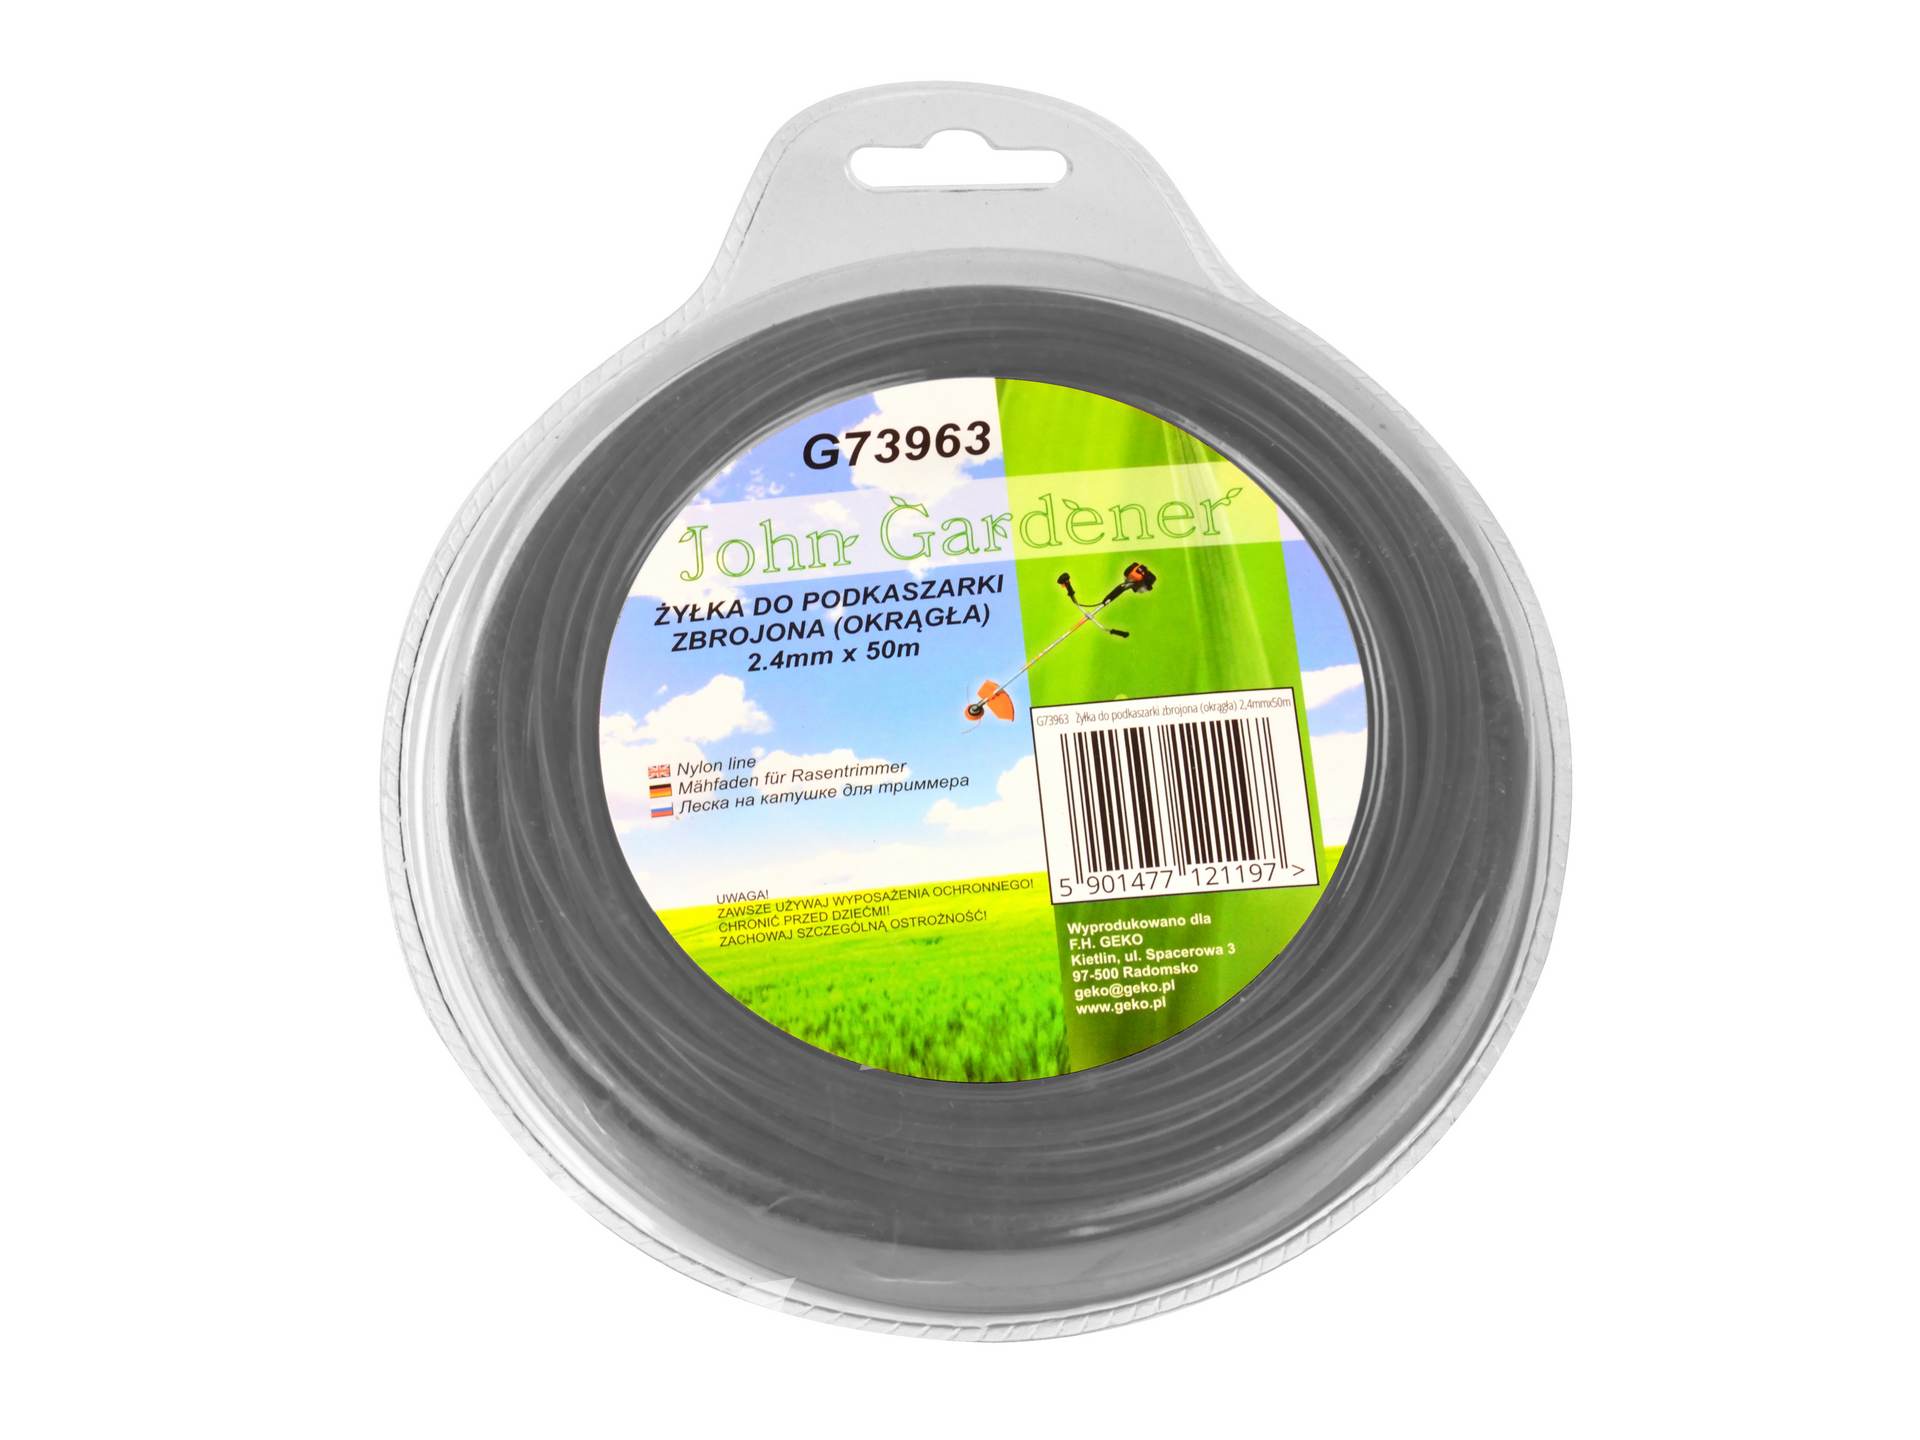 G73963
John Gardener
ŻYŁKA DO PODKASZARKI
ZBROJONA (OKRĄGŁA)
2.4mm x 50m
G73963 Żyłka do podkaszarki zbrojona (okrągła) 2,4mmx50m
5 901477 121197 >
Nylon line
Mähfaden für Rasentrimmer
Леска на катушке для триммера
UWAGA!
ZAWSZE UŻYWAJ WYPOSAŻENIA OCHRONNEGO!
CHRONIĆ PRZED DZIEĆMI!
ZACHOWAJ SZCZEGÓLNĄ OSTROŻNOŚĆ!
Wyprodukowano dla
F.H. GEKO
Kietlin, ul. Spacerowa 3
97-500 Radomsko
geko@geko.pl
www.geko.pl